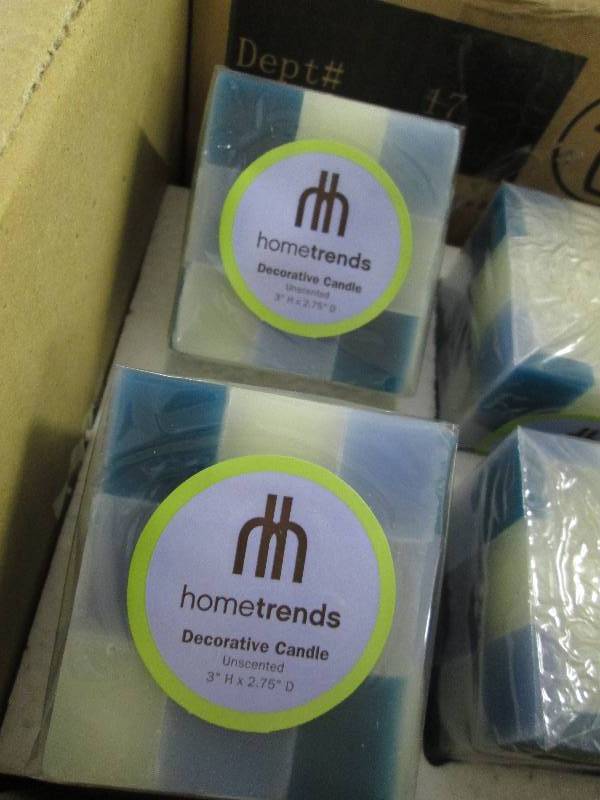 Dept#
17
hometrends
Decorative Candle
Unscented
3" H x 2.75" D
hometrends
Decorative Candle
Unscented
3" H x 2.75" D